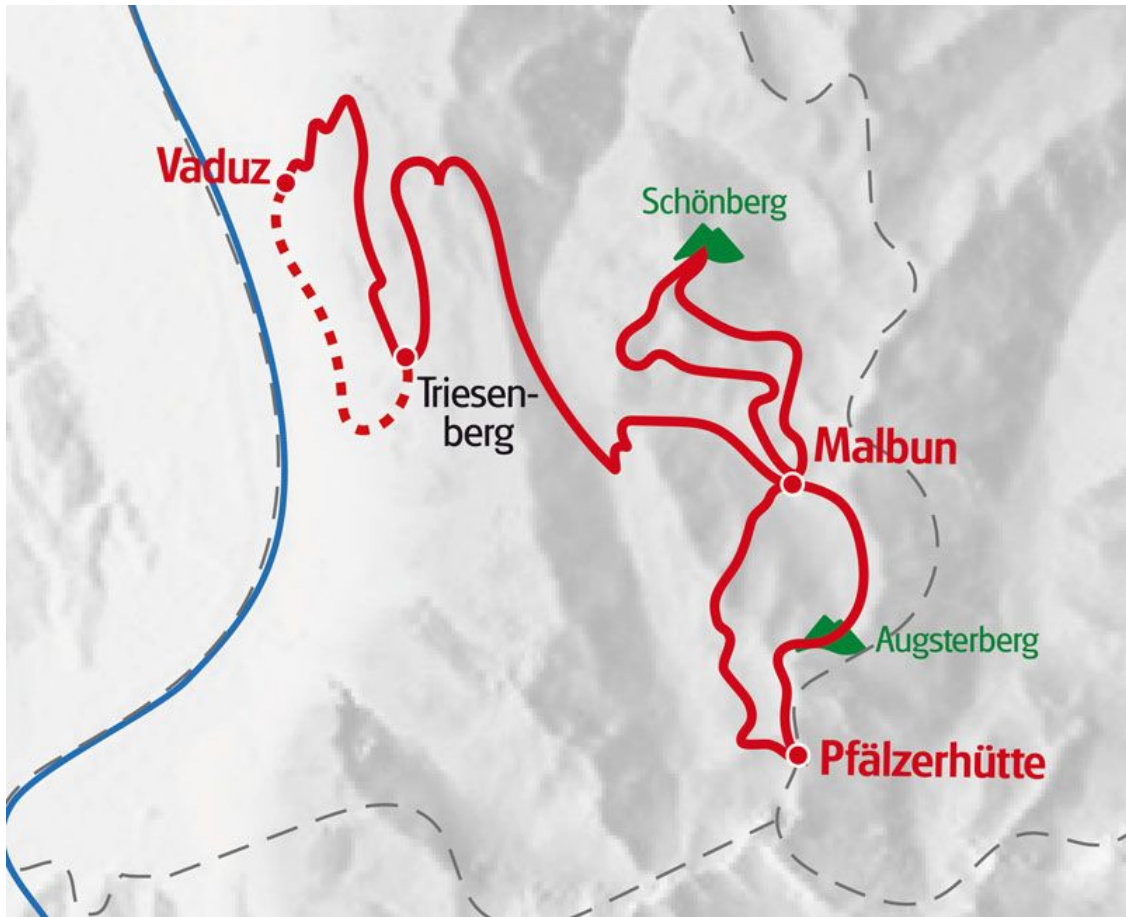 Vaduz
Schönberg
Triesen-
berg
Malbun
Augsterberg
Pfälzerhütte